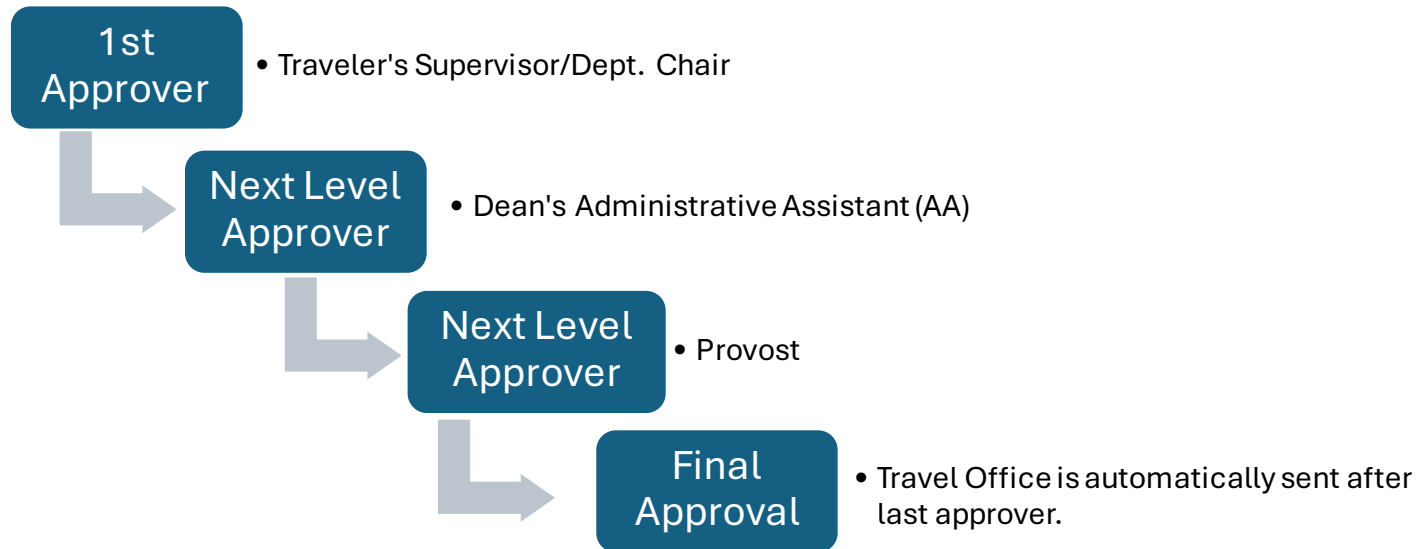 1st
Approver
• Traveler's Supervisor/Dept. Chair
Next Level
Approver
• Dean's Administrative Assistant (AA)
Next Level
Approver
• Provost
Final
Approval
• Travel Office is automatically sent after
last approver.